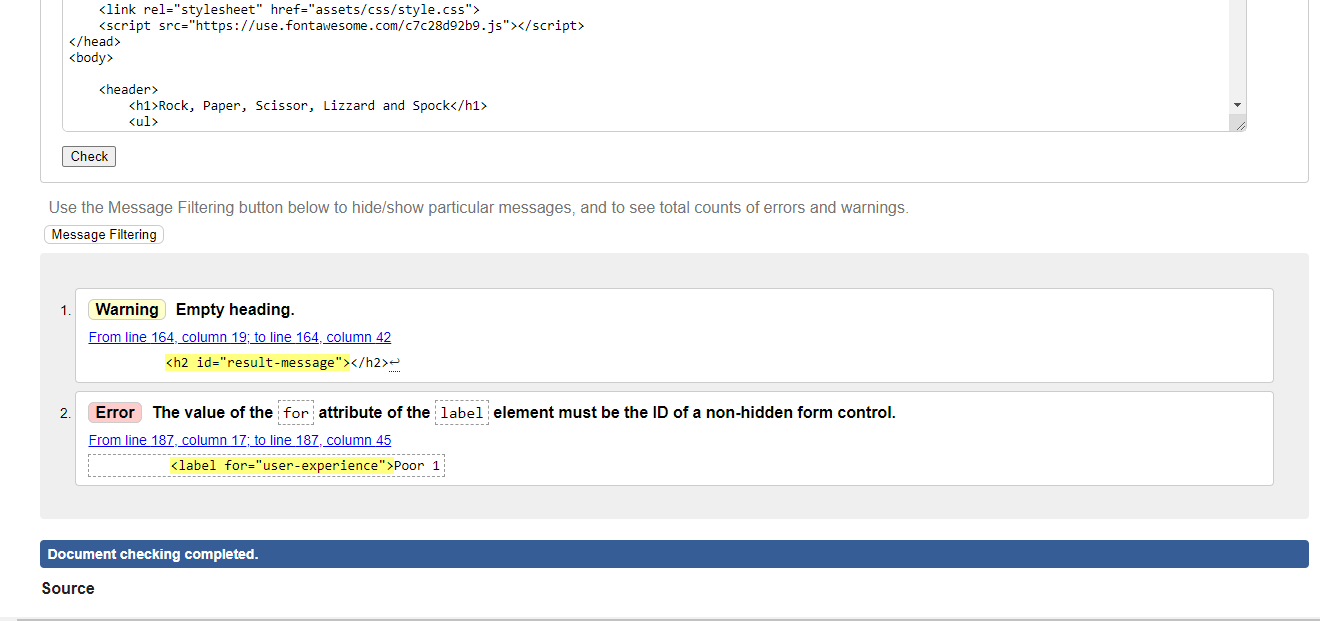 <link rel="stylesheet" href="assets/css/style.css">
<script src="https://use.fontawesome.com/c7c28d92b9.js"></script>
</head>
<body>
<header>
<h1>Rock, Paper, Scissor, Lizzard and Spock</h1>
<ul>
Check
Use the Message Filtering button below to hide/show particular messages, and to see total counts of errors and warnings.
Message Filtering
1. Warning Empty heading.
From line 164, column 19; to line 164, column 42
<h2 id="result-message"></h2>↩
2. Error The value of the for attribute of the label element must be the ID of a non-hidden form control.
From line 187, column 17; to line 187, column 45
<label for="user-experience">Poor 1
Document checking completed.
Source